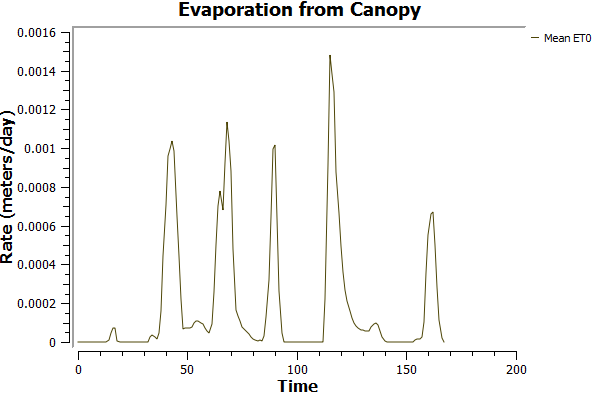 Evaporation from Canopy
Mean ET0
0.0016
0.0014
0.0012
0.001
0.0008
0.0006
0.0004
0.0002
0
Rate (meters/day)
0 50 100 150 200
Time